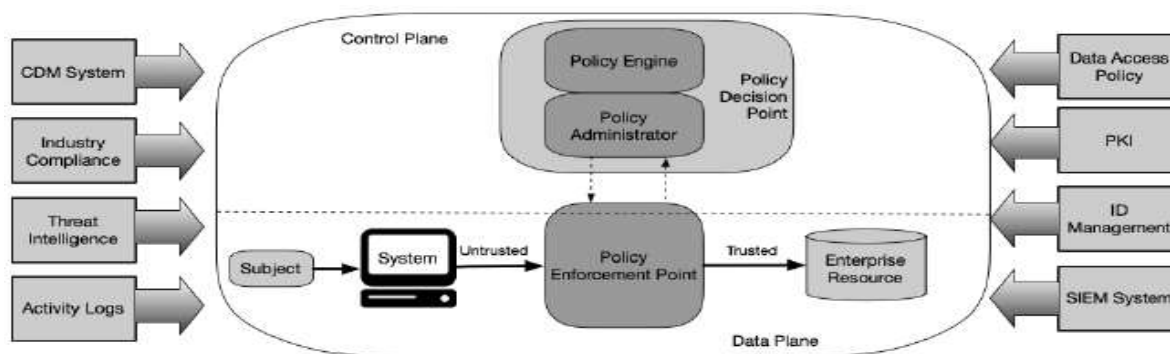 Control Plane
CDM System
Industry
Compliance
Threat
Intelligence
Activity Logs
Policy Engine
Policy
Administrator
Policy
Decision
Point
Subject
System
Untrusted
Policy
Enforcement Point
Trusted
Enterprise
Resource
Data Plane
Data Access
Policy
PKI
ID
Management
SIEM System